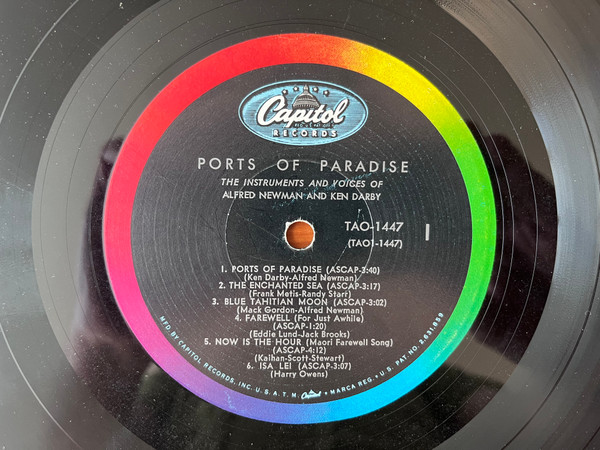 Capitol
RECORDS
PORTS OF PARADISE
THE INSTRUMENTS AND VOICES OF
ALFRED NEWMAN AND KEN DARBY
TAO-1447
(TAO1-1447)
1
1. PORTS OF PARADISE (ASCAP-3:40)
(Ken Darby-Alfred Newman)
2. THE ENCHANTED SEA (ASCAP-3:17)
(Frank Metis-Randy Starr)
3. BLUE TAHITIAN MOON (ASCAP-3:02)
(Mack Gordon-Alfred Newman)
4. FAREWELL (For Just Awhile)
(ASCAP-1:20)
(Eddie Lund-Jack Brooks)
5. NOW IS THE HOUR (Maori Farewell Song)
(ASCAP-4:12)
(Kaihan-Scott-Stewart)
6. ISA LEI (ASCAP-3:07)
(Harry Owens)
MFD BY CAPITOL RECORDS, INC. U.S.A. T.M. Capitol • MARCA REG. • U.S. PAT. NO. 2,631,859